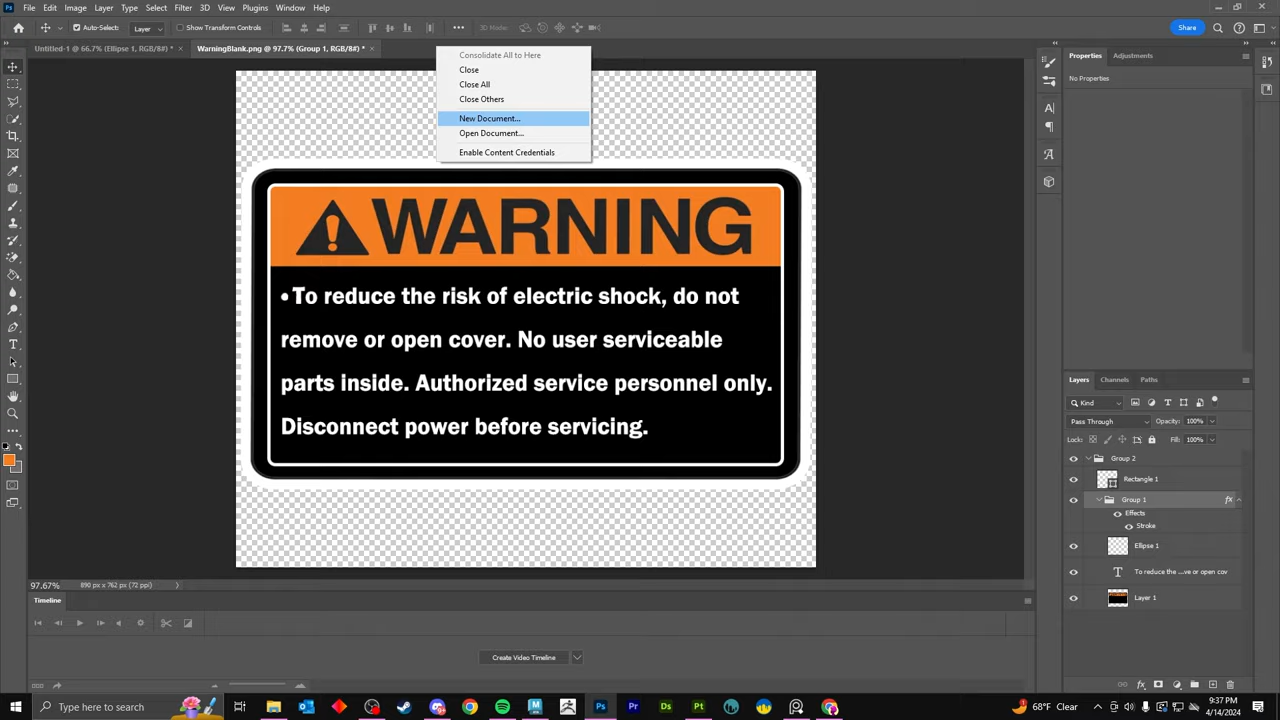 File Edit Image Layer Type Select Filter 3D View Plugins Window Help
Auto-Select: Layer Show Transform Controls 3D Mode: Share
Untitled-1 @ 66.7% (Ellipse 1, RGB/8#) * × WarningBlank.png @ 97.7% (Group 1, RGB/8#) * ×
Consolidate All to Here
Close
Close All
Close Others
New Document...
Open Document...
Enable Content Credentials
WARNING
•To reduce the risk of electric shock, do not
remove or open cover. No user serviceable
parts inside. Authorized service personnel only.
Disconnect power before servicing.
97.67% 890 px x 762 px (72 ppi)
Timeline
Create Video Timeline
Properties Adjustments
No Properties
Layers Channels Paths
Kind
Pass Through Opacity: 100%
Lock: Fill: 100%
Group 2
Rectangle 1
Group 1 fx
Effects
Stroke
Ellipse 1
To reduce the ...ve or open cov
Layer 1
Type here to search
68°F Clear
9:37 PM
4/14/2024